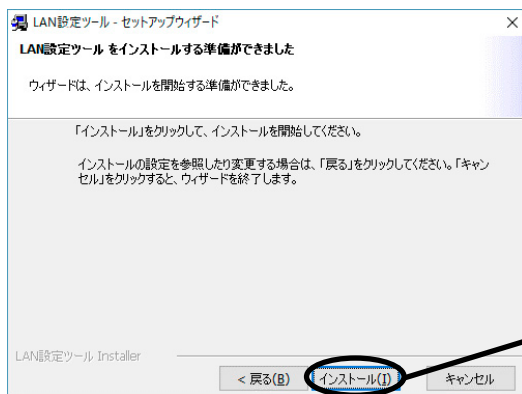 LAN設定ツール - セットアップウィザード
LAN設定ツール をインストールする準備ができました
ウィザードは、インストールを開始する準備ができました。
「インストール」をクリックして、インストールを開始してください。
インストールの設定を参照したり変更する場合は、「戻る」をクリックしてください。「キャン
セル」をクリックすると、ウィザードを終了します。
LAN設定ツール Installer
< 戻る(B)
インストール(I)
キャンセル